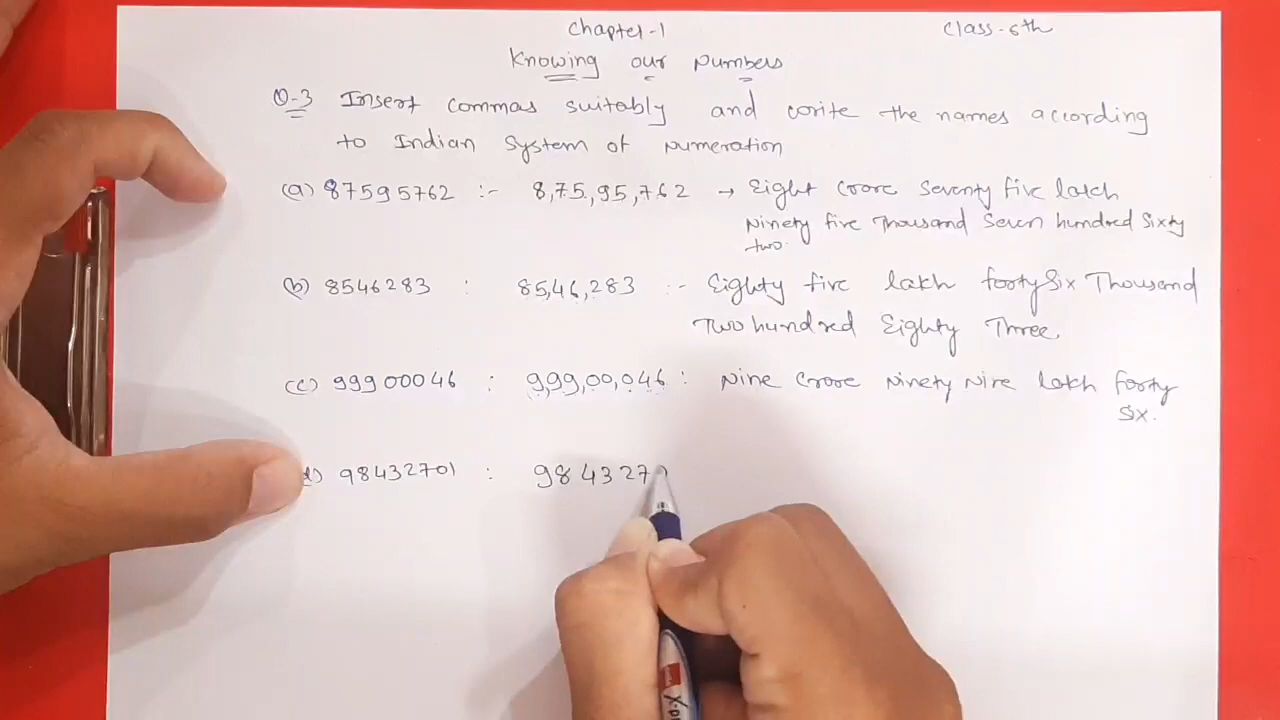 Chapter-1 Class-6th
Knowing our Numbers
Q-3 Insert commas suitably and write the names according
to Indian System of Numeration
(a) 87595762 :- 8,75,95,762 → Eight Crore Seventy five lakh
Ninety five Thousand Seven hundred Sixty
two.
(b) 8546283 : 85,46,283 :- Eighty five lakh forty Six Thousand
Two hundred Eighty Three.
(c) 99900046 : 9,99,00,046 : Nine Crore Ninety Nine lakh forty
Six.
(d) 98432701 : 9843270